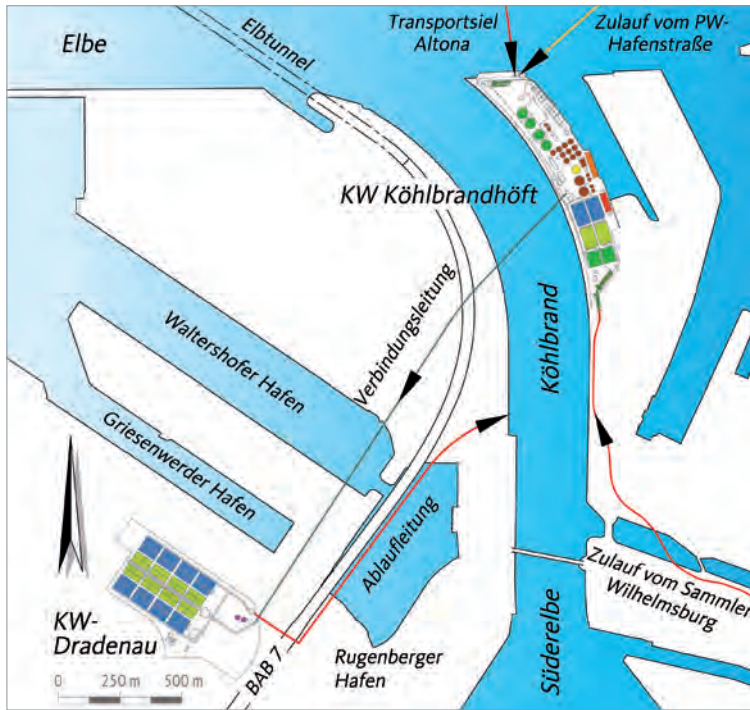 Elbe
Elbtunnel
Transportsiel
Altona
Zulauf vom PW-
Hafenstraße
KW Köhlbrandhöft
Verbindungsleitung
Köhlbrand
Waltershofer Hafen
Griesenwerder Hafen
Ablaufleitung
Zulauf vom Sammler
Wilhelmsburg
KW-
Dradenau
BAB 7
Rugenberger
Hafen
Süderelbe
0 250 m 500 m